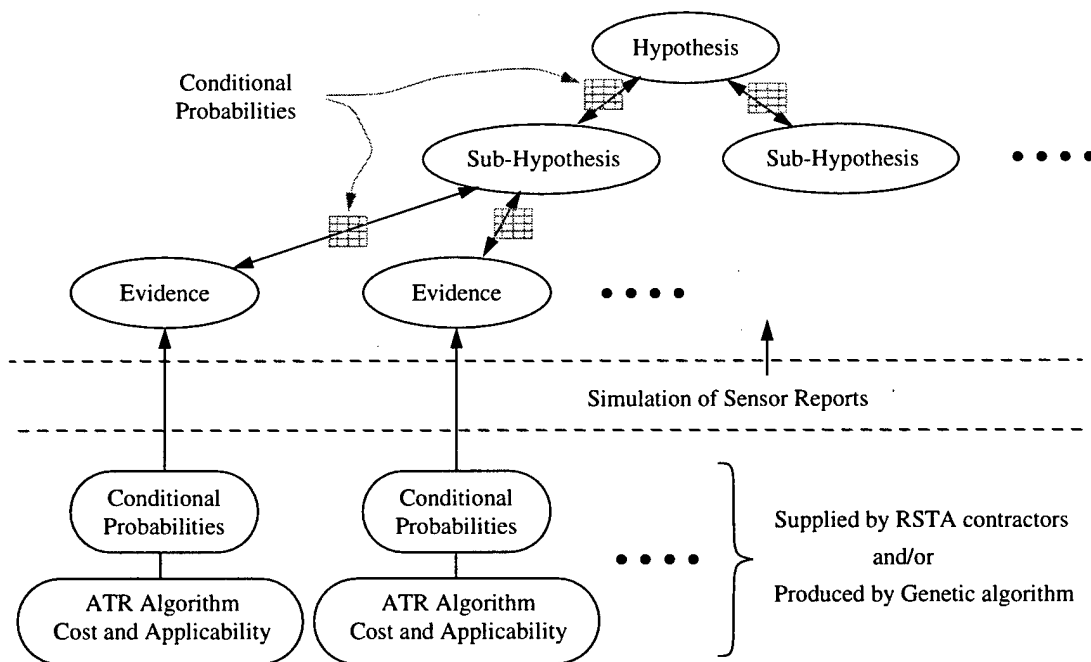 Hypothesis
Conditional
Probabilities
Sub-Hypothesis
Sub-Hypothesis
Evidence
Evidence
Simulation of Sensor Reports
Conditional
Probabilities
Conditional
Probabilities
Supplied by RSTA contractors
and/or
Produced by Genetic algorithm
ATR Algorithm
Cost and Applicability
ATR Algorithm
Cost and Applicability